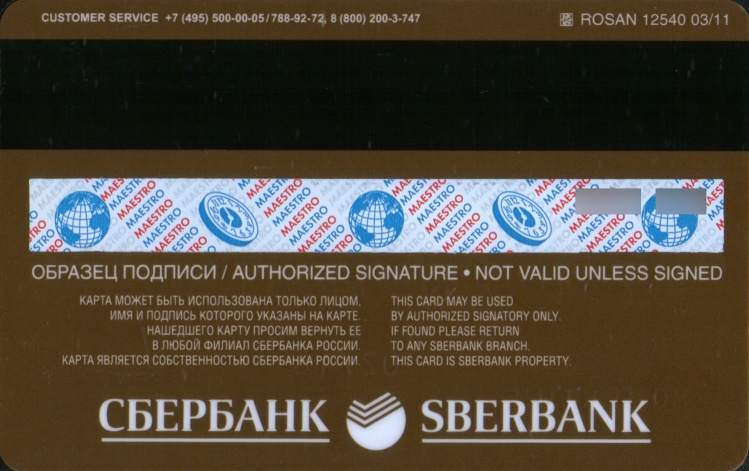 CUSTOMER SERVICE +7 (495) 500-00-05/788-92-72, 8 (800) 200-3-747
ROSAN 12540 03/11
MAESTRO MAESTRO MAESTRO MAESTRO MAESTRO
ОБРАЗЕЦ ПОДПИСИ / AUTHORIZED SIGNATURE • NOT VALID UNLESS SIGNED
КАРТА МОЖЕТ БЫТЬ ИСПОЛЬЗОВАНА ТОЛЬКО ЛИЦОМ,
ИМЯ И ПОДПИСЬ КОТОРОГО УКАЗАНЫ НА КАРТЕ.
НАШЕДШЕГО КАРТУ ПРОСИМ ВЕРНУТЬ ЕЕ
В ЛЮБОЙ ФИЛИАЛ СБЕРБАНКА РОССИИ.
КАРТА ЯВЛЯЕТСЯ СОБСТВЕННОСТЬЮ СБЕРБАНКА РОССИИ.
THIS CARD MAY BE USED
BY AUTHORIZED SIGNATORY ONLY.
IF FOUND PLEASE RETURN
TO ANY SBERBANK BRANCH.
THIS CARD IS SBERBANK PROPERTY.
СБЕРБАНК
SBERBANK